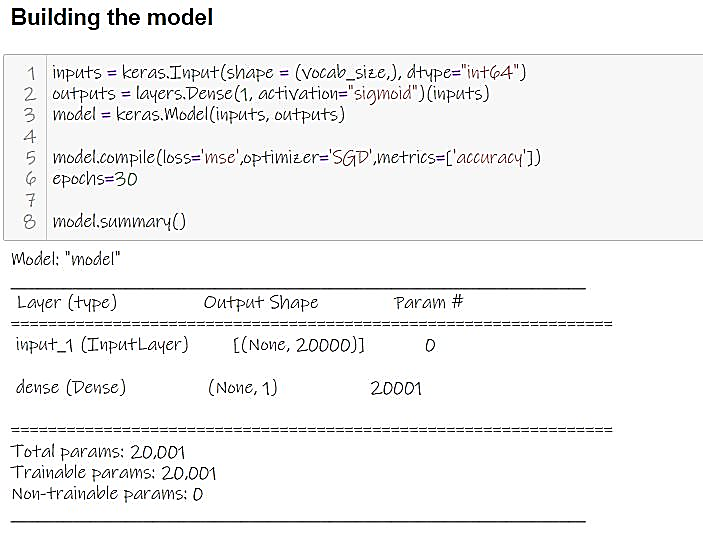 Building the model
1 inputs = keras.Input(shape = (vocab_size,), dtype="int64")
2 outputs = layers.Dense(1, activation="sigmoid")(inputs)
3 model = keras.Model(inputs, outputs)
4
5 model.compile(loss='mse',optimizer='SGD',metrics=['accuracy'])
6 epochs=30
7
8 model.summary()
Model: "model"
_________________________________________________________________
Layer (type) Output Shape Param #
=================================================================
input_1 (InputLayer) [(None, 20000)] 0
dense (Dense) (None, 1) 20001
=================================================================
Total params: 20,001
Trainable params: 20,001
Non-trainable params: 0
_________________________________________________________________